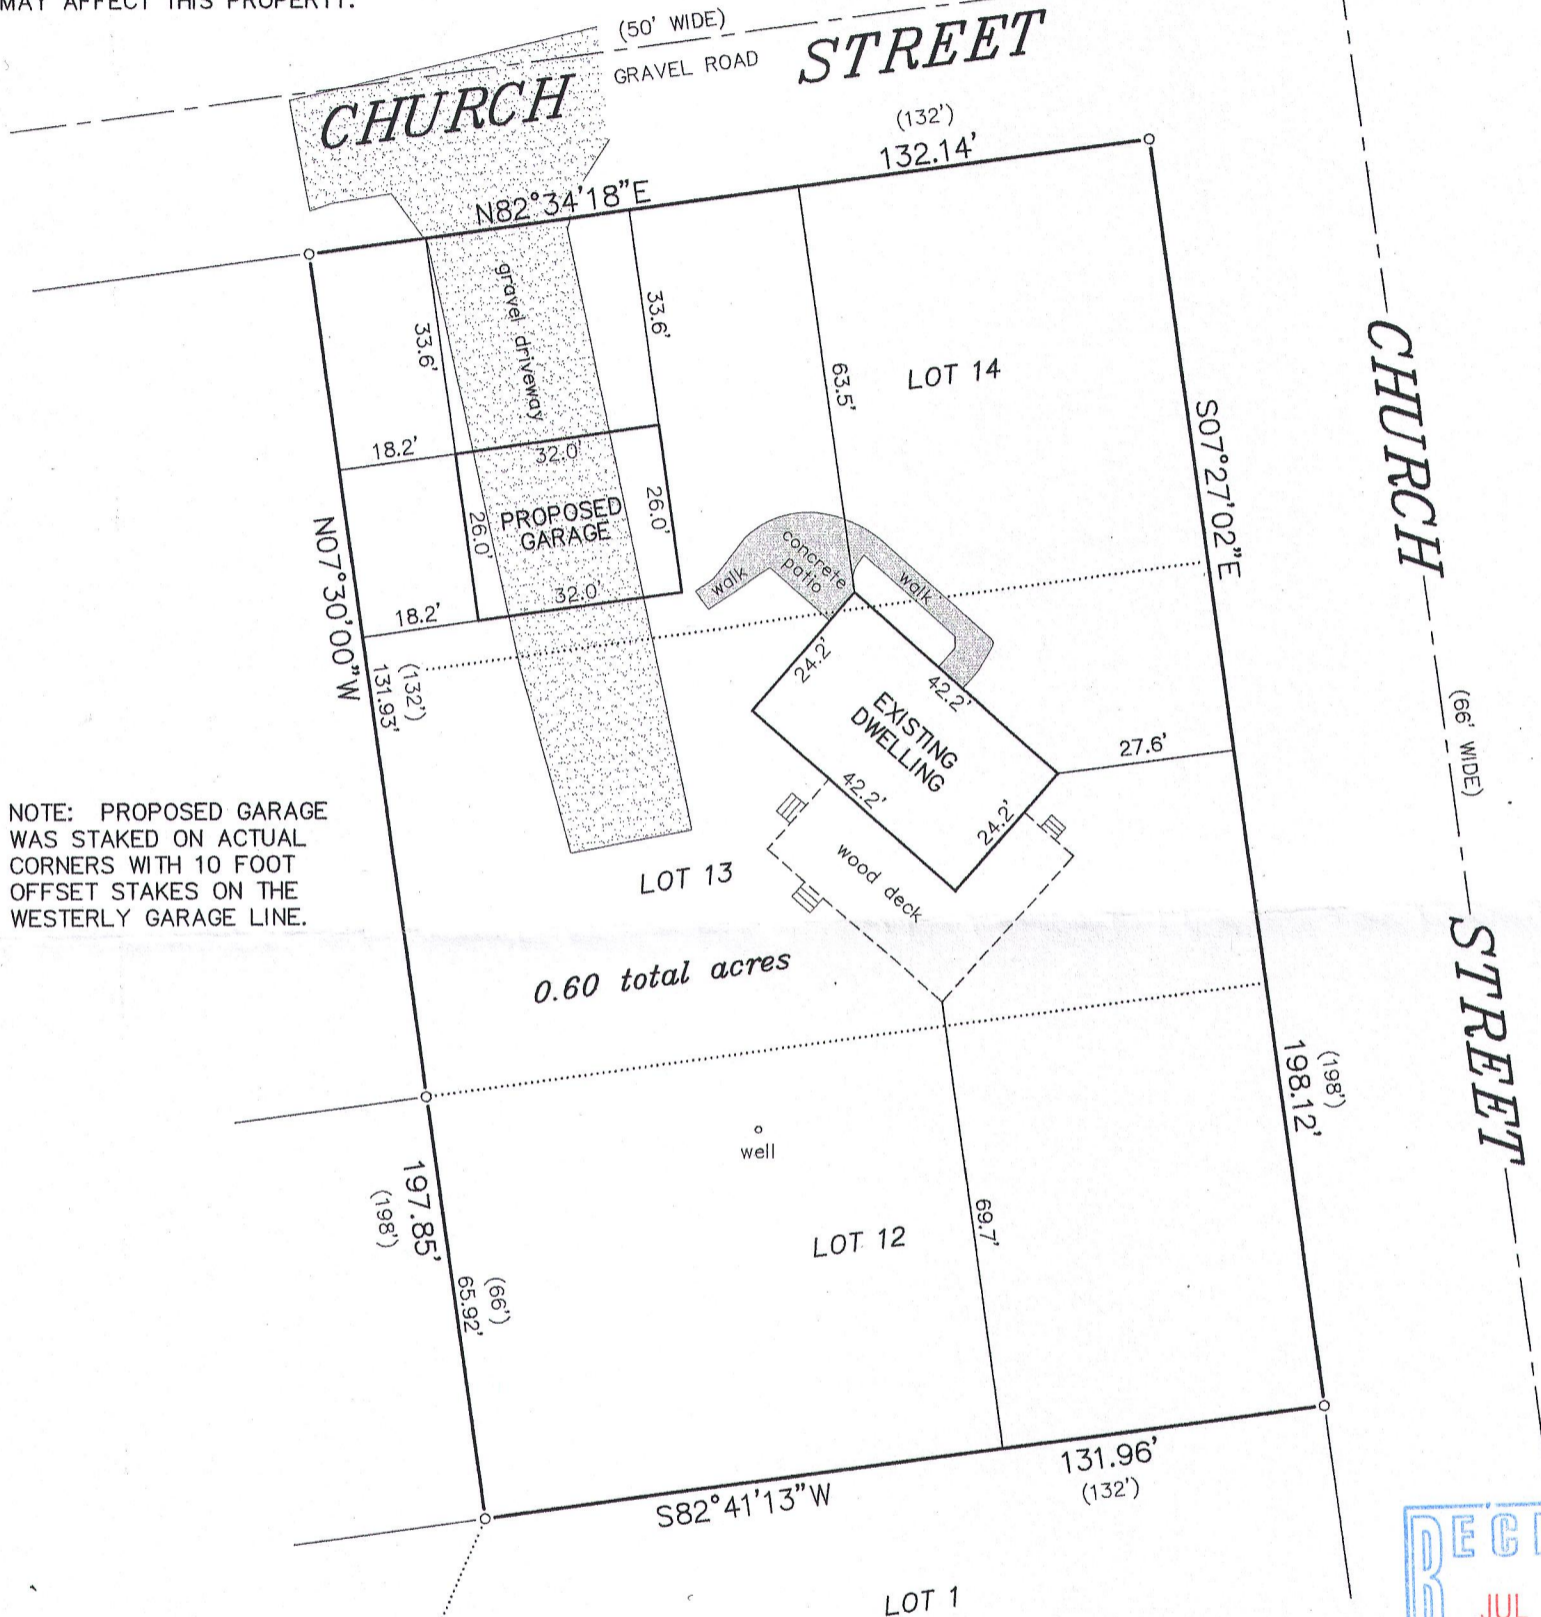 MAY AFFECT THIS PROPERTY.
(50' WIDE)
GRAVEL ROAD
CHURCH STREET
(132')
132.14'
N82°34'18"E
33.6'
gravel driveway
33.6'
63.5'
LOT 14
S07°27'02"E
CHURCH STREET
(66' WIDE)
18.2'
32.0'
26.0'
PROPOSED
GARAGE
26.0'
32.0'
18.2'
N07°30'00"W
(132')
131.93'
walk
concrete
patio
walk
24.2'
42.2'
EXISTING
DWELLING
27.6'
42.2'
24.2'
wood deck
NOTE: PROPOSED GARAGE
WAS STAKED ON ACTUAL
CORNERS WITH 10 FOOT
OFFSET STAKES ON THE
WESTERLY GARAGE LINE.
LOT 13
0.60 total acres
(198')
198.12'
well
197.85'
(198')
(66')
65.92'
69.7'
LOT 12
131.96'
(132')
S82°41'13"W
LOT 1
JUL